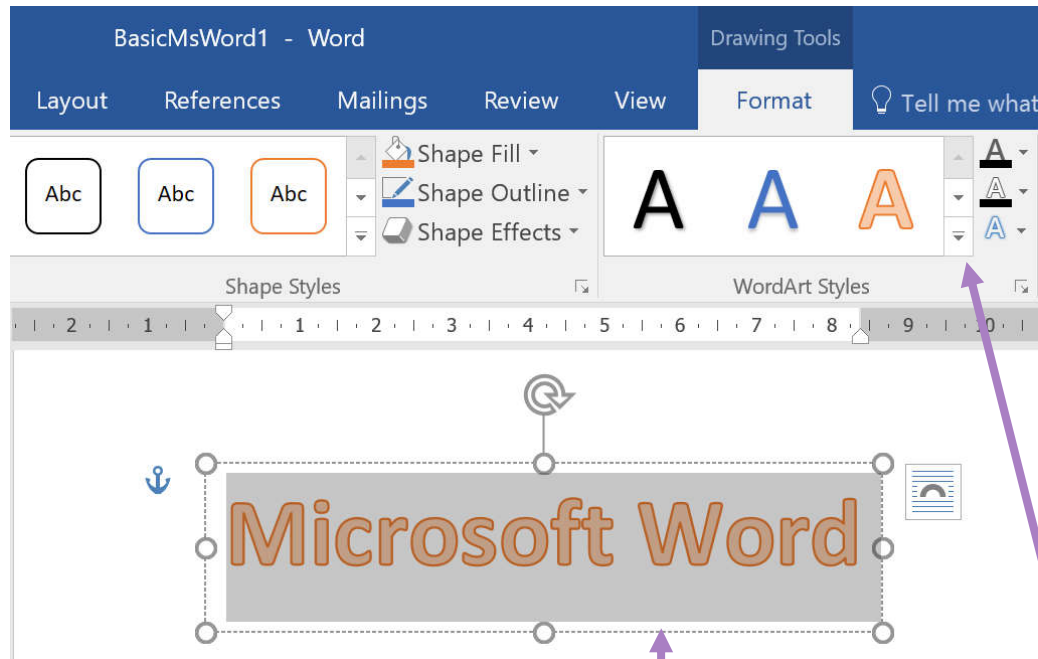 BasicMsWord1 - Word
Drawing Tools
Layout References Mailings Review View Format Tell me what
Abc Abc Abc
Shape Fill
Shape Outline
Shape Effects
A A A
A
A
A
Shape Styles
WordArt Styles
2 1 1 2 3 4 5 6 7 8 9 10
Microsoft Word